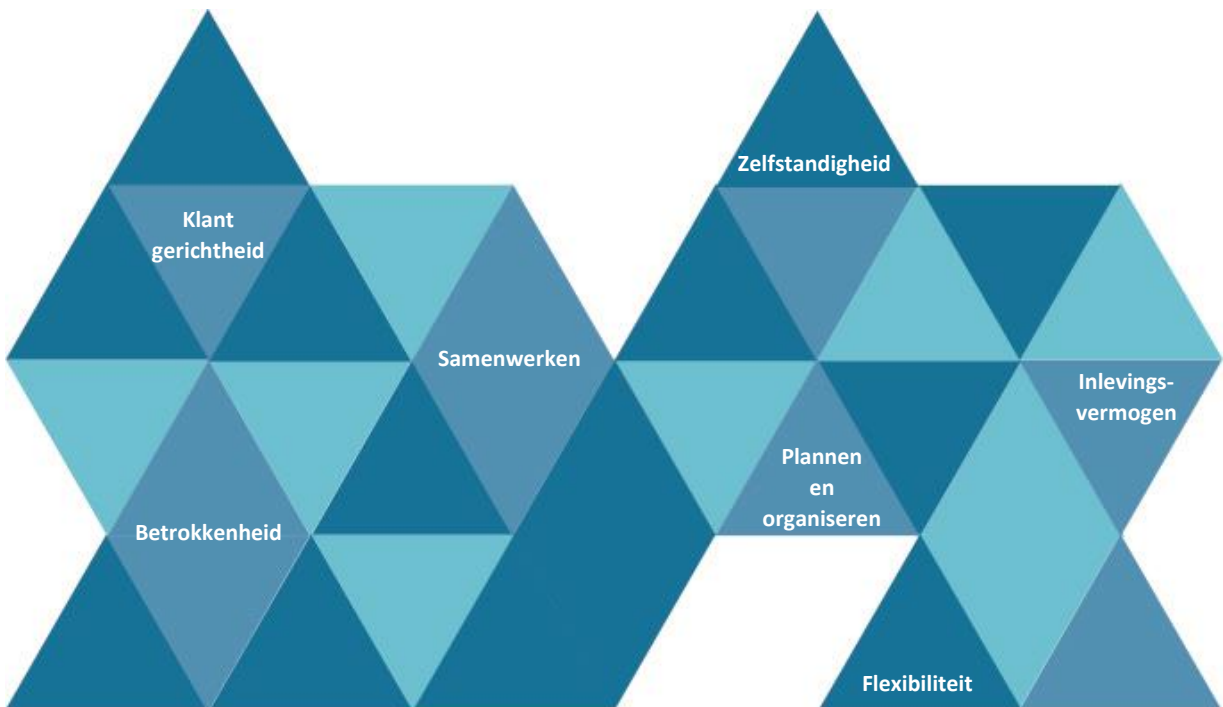 Zelfstandigheid
Klant
gerichtheid
Samenwerken
Inlevings-
vermogen
Plannen
en
organiseren
Betrokkenheid
Flexibiliteit